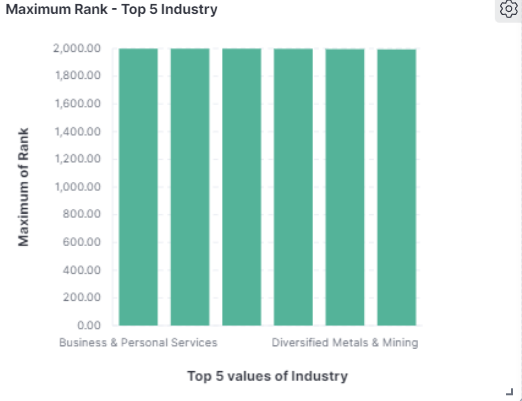 Maximum Rank - Top 5 Industry
2,000.00
1,800.00
1,600.00
1,400.00
1,200.00
1,000.00
800.00
600.00
400.00
200.00
0.00
Maximum of Rank
Business & Personal Services
Diversified Metals & Mining
Top 5 values of Industry